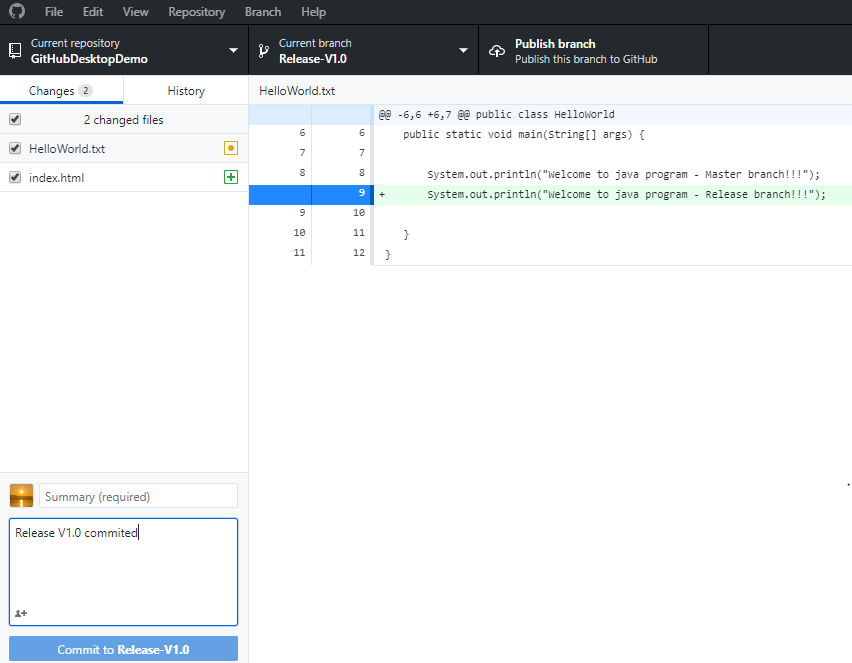 File Edit View Repository Branch Help
Current repository
GitHubDesktopDemo
Current branch
Release-V1.0
Publish branch
Publish this branch to GitHub
Changes 2
History
HelloWorld.txt
2 changed files
HelloWorld.txt
index.html
@@ -6,6 +6,7 @@ public class HelloWorld
6 6 public static void main(String[] args) {
7 7
8 8 System.out.println("Welcome to java program - Master branch!!!");
9 + System.out.println("Welcome to java program - Release branch!!!");
9 10
10 11 }
11 12 }
Summary (required)
Release V1.0 commited
Commit to Release-V1.0